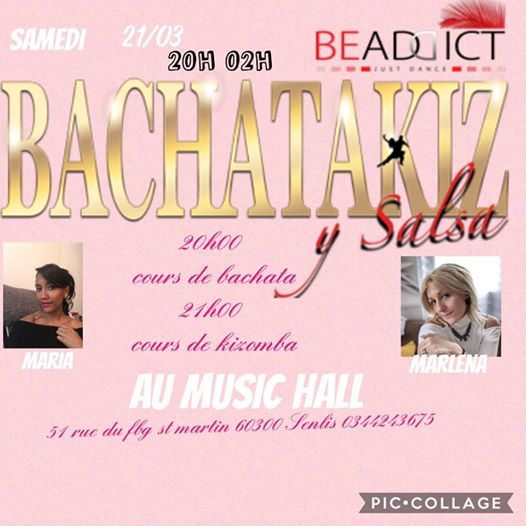 SAMEDI 21/03
20H 02H
BEADDICT
JUST DANCE
BACHATAKIZ
y Salsa
20h00
cours de bachata
21h00
cours de kizomba
MARIA
MARLENA
AU MUSIC HALL
51 rue du fbg st martin 60300 Senlis 0344243675
PIC•COLLAGE